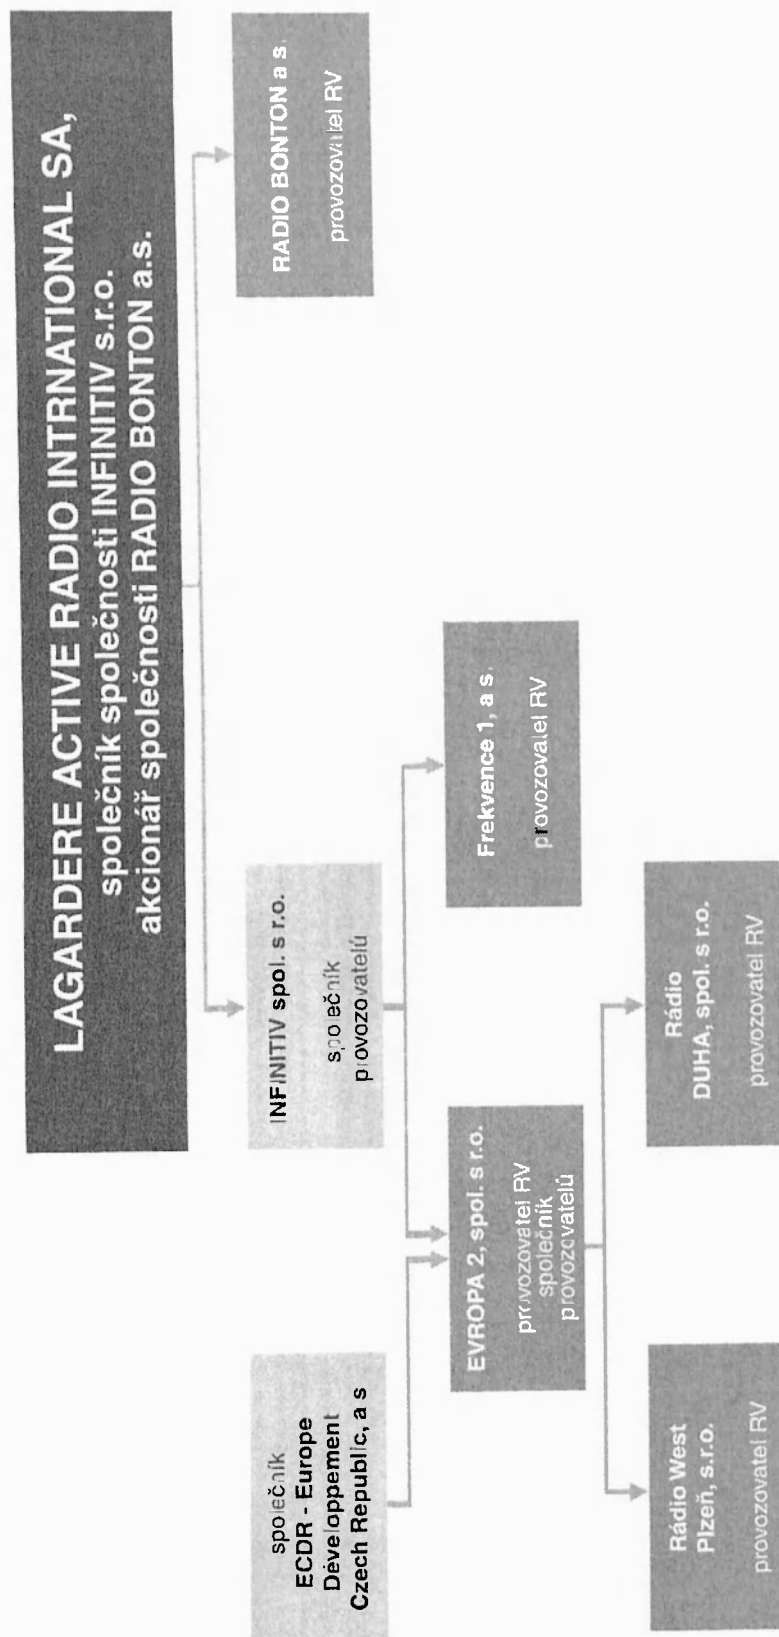 LAGARDERE ACTIVE RADIO INTRNATIONAL SA,
společník společnosti INFINITIV s.r.o.
akcionář společnosti RADIO BONTON a.s.
společník
ECDR - Europe
Développement
Czech Republic, a s
INFINITIV spol. s r.o.
společník
provozovatelů
RADIO BONTON a s.
provozovatel RV
EVROPA 2, spol. s r.o.
provozovatel RV
společník
provozovatelů
Frekvence 1, a s.
provozovatel RV
Rádio West
Plzeň, s.r.o.
provozovatel RV
Rádio
DUHA, spol. s r.o.
provozovatel RV